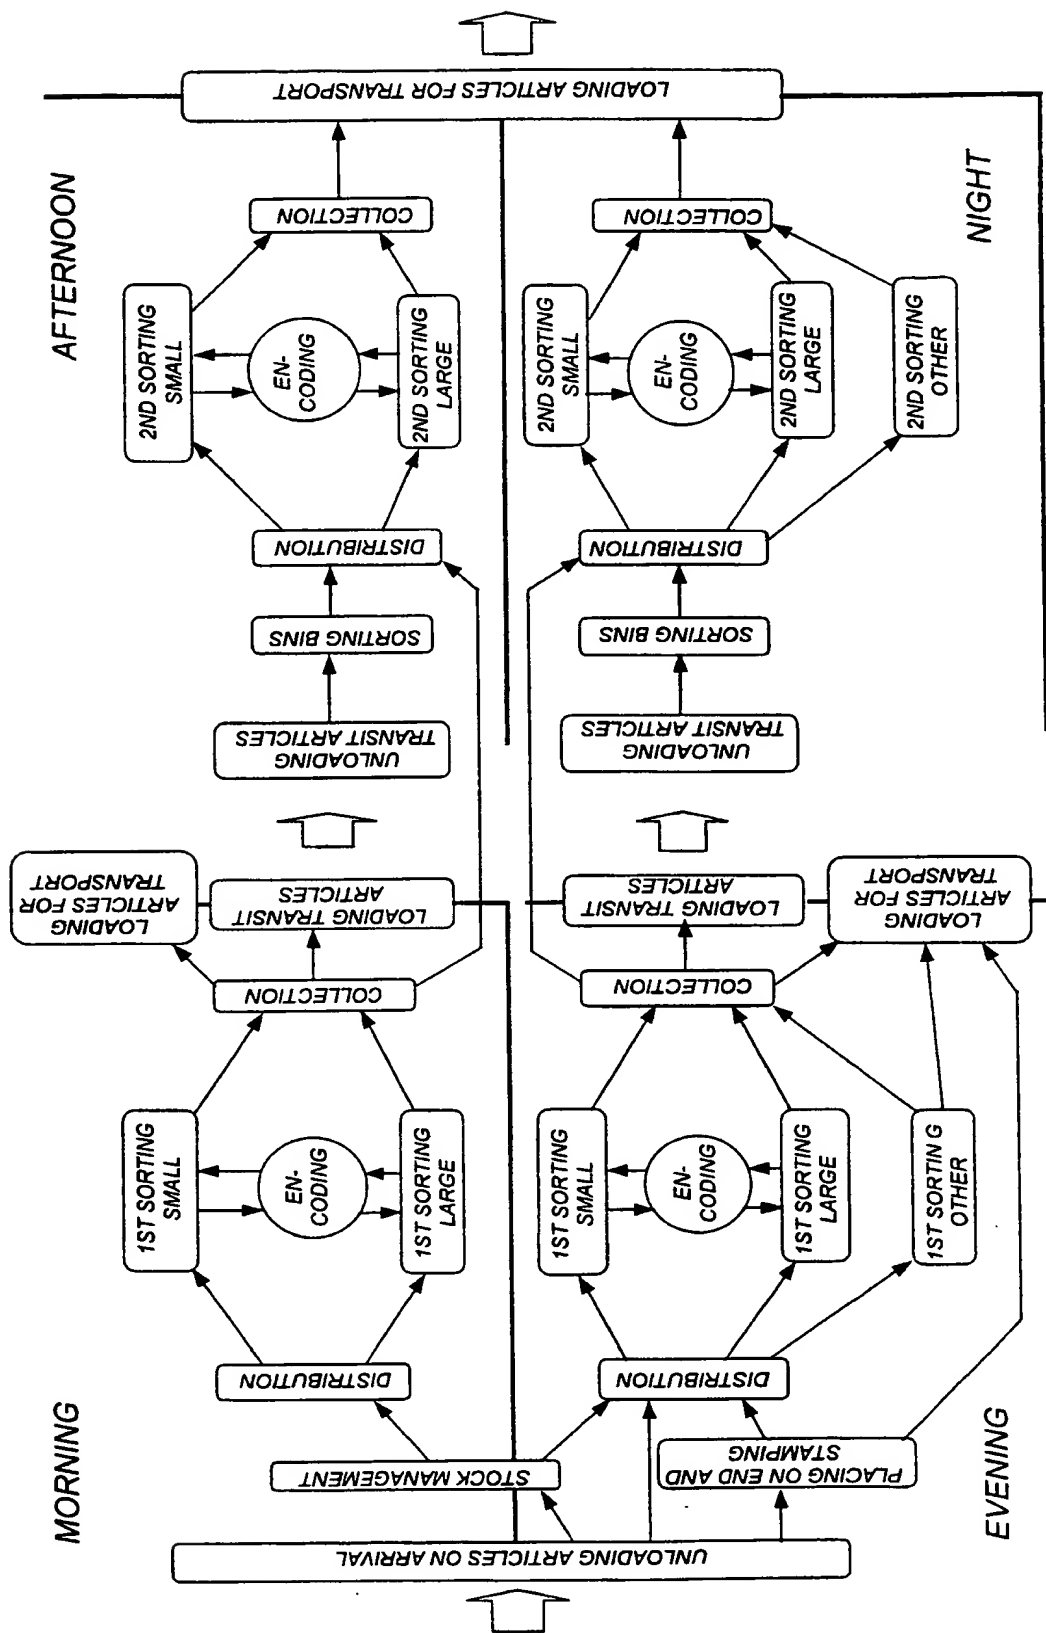 MORNING
UNLOADING ARTICLES ON ARRIVAL
STOCK MANAGEMENT
DISTRIBUTION
1ST SORTING
SMALL
EN-
CODING
1ST SORTING
LARGE
COLLECTION
LOADING
ARTICLES FOR
TRANSPORT
LOADING TRANSIT
ARTICLES
AFTERNOON
UNLOADING
TRANSIT ARTICLES
SORTING BINS
DISTRIBUTION
2ND SORTING
SMALL
EN-
CODING
2ND SORTING
LARGE
COLLECTION
LOADING ARTICLES FOR TRANSPORT
EVENING
PLACING ON END AND
STAMPING
DISTRIBUTION
1ST SORTING
SMALL
EN-
CODING
1ST SORTING
LARGE
1ST SORTIN G
OTHER
COLLECTION
LOADING TRANSIT
ARTICLES
LOADING
ARTICLES FOR
TRANSPORT
NIGHT
UNLOADING
TRANSIT ARTICLES
SORTING BINS
DISTRIBUTION
2ND SORTING
SMALL
EN-
CODING
2ND SORTING
LARGE
2ND SORTING
OTHER
COLLECTION